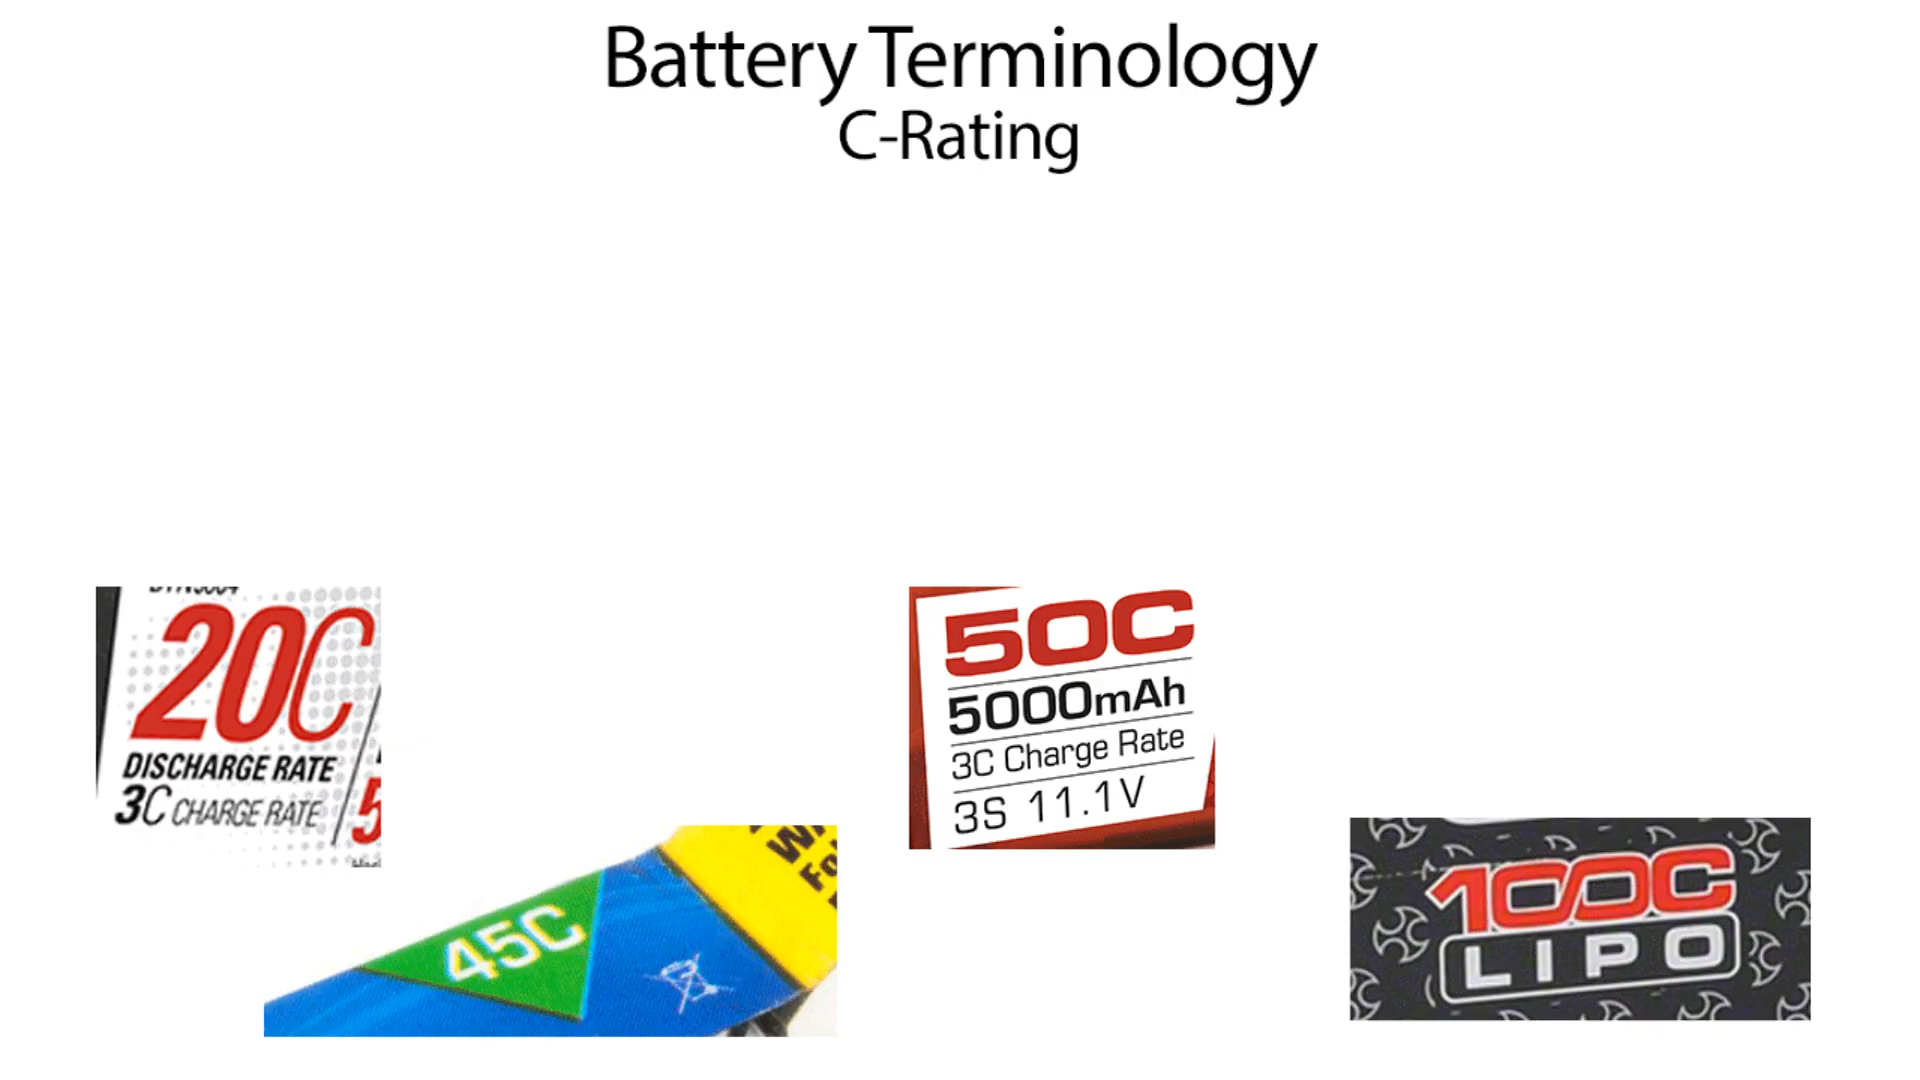 Battery Terminology
C-Rating
20C
DISCHARGE RATE
3C CHARGE RATE
5
45C
50C
5000mAh
3C Charge Rate
3S 11.1V
100C
LIPO